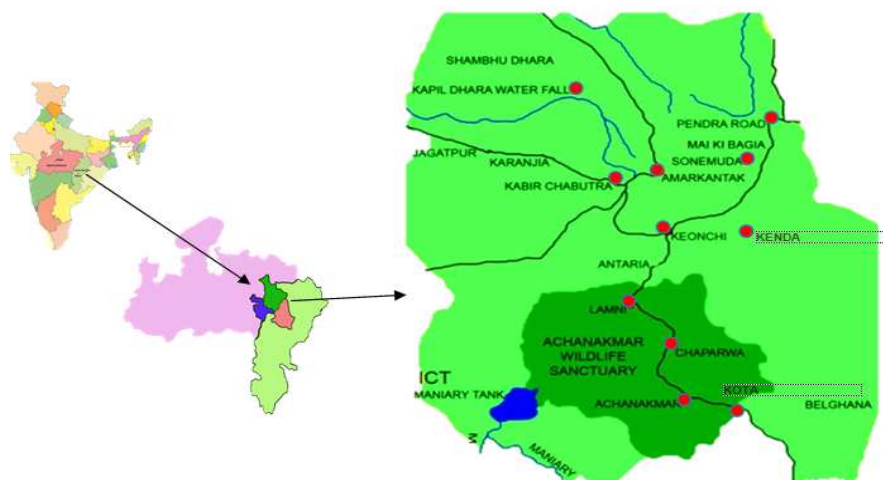 SHAMBHU DHARA
KAPIL DHARA WATER FALL
PENDRA ROAD
MAI KI BAGIA
SONEMUDA
JAGATPUR
KARANJIA
KABIR CHABUTRA
AMARKANTAK
KEONCHI
KENDA
ANTARIA
LAMNI
ACHANAKMAR
WILDLIFE
SANCTUARY
CHAPARWA
ICT
MANIARY TANK
ACHANAKMAR
KOTA
BELGHANA
M
MANIARY